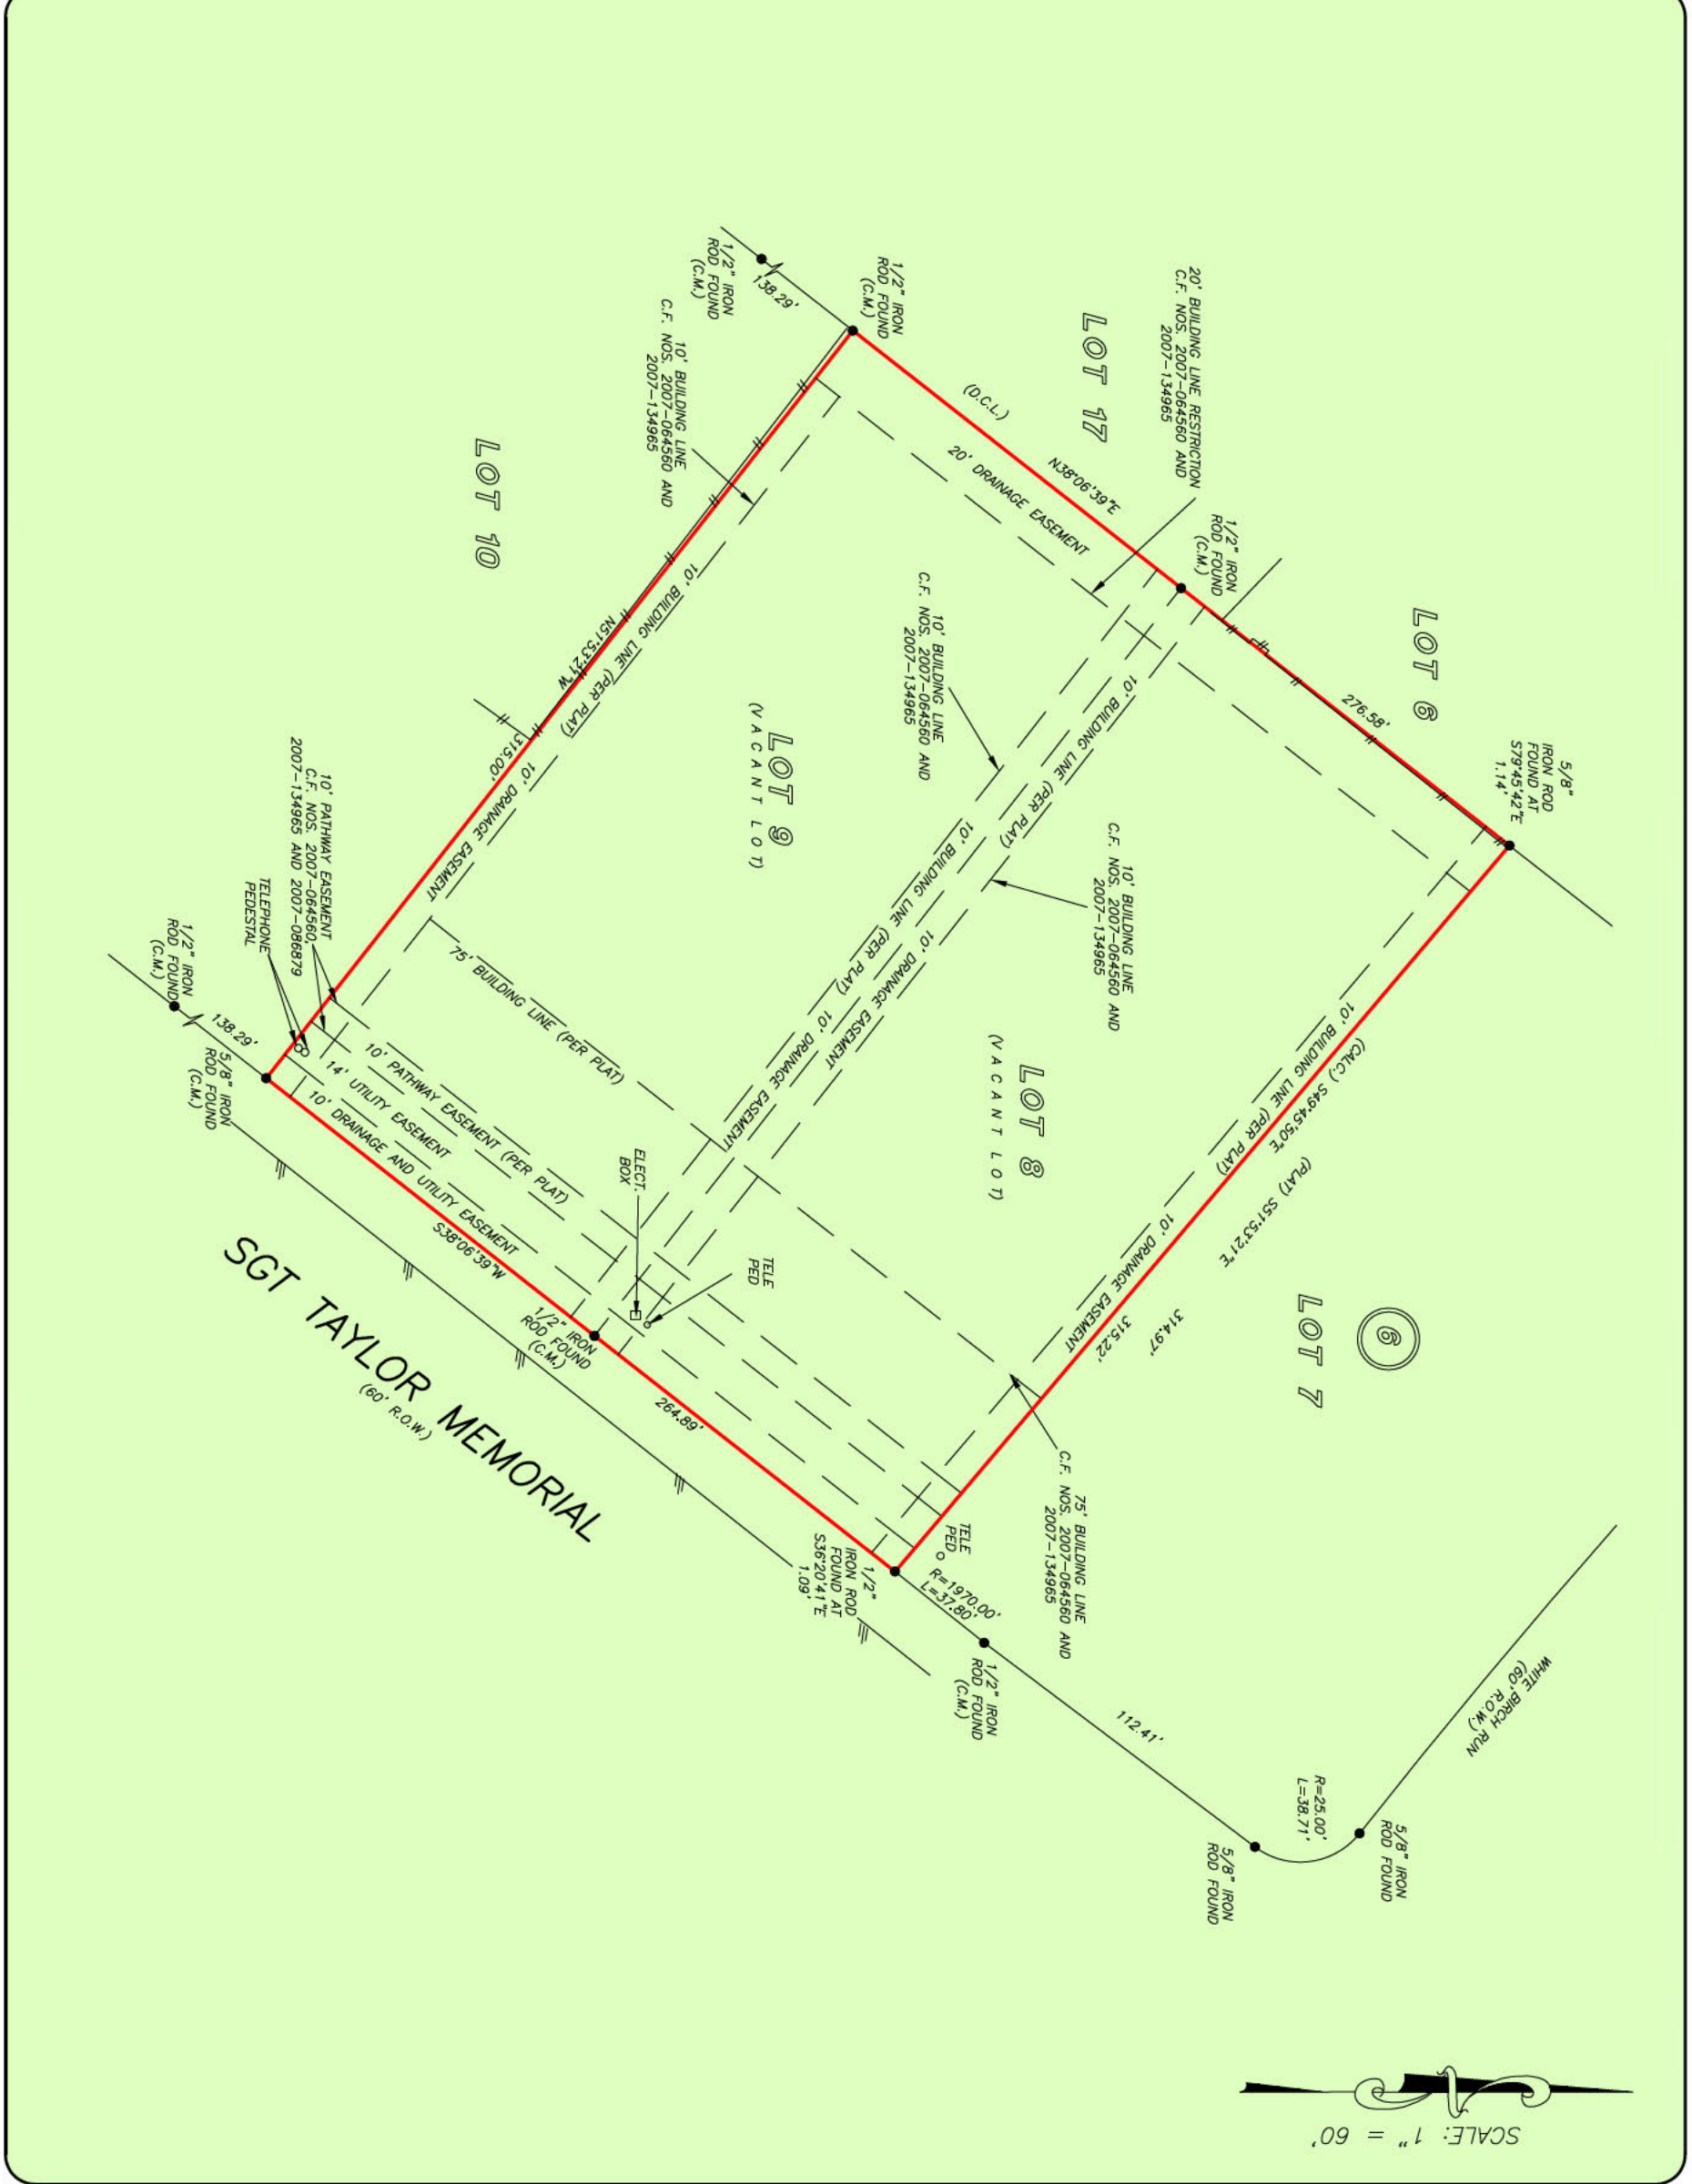 5/8"
IRON ROD
FOUND AT
S79°45'42"E
1.14'
LOT 6
276.58'
1/2" IRON
ROD FOUND
(C.M.)
20' BUILDING LINE RESTRICTION
C.F. NOS. 2007-064560 AND
2007-134965
LOT 17
N38°06'39"E
(D.C.L.)
20' DRAINAGE EASEMENT
1/2" IRON
ROD FOUND
(C.M.)
138.29'
1/2" IRON
ROD FOUND
(C.M.)
10' BUILDING LINE
C.F. NOS. 2007-064560 AND
2007-134965
LOT 10
10' BUILDING LINE (PER PLAT)
N51°53'21"W
315.00'
10' DRAINAGE EASEMENT
LOT 9
(VACANT LOT)
10' BUILDING LINE
C.F. NOS. 2007-064560 AND
2007-134965
10' BUILDING LINE (PER PLAT)
10' DRAINAGE EASEMENT
10' BUILDING LINE (PER PLAT)
10' DRAINAGE EASEMENT
10' BUILDING LINE
C.F. NOS. 2007-064560 AND
2007-134965
LOT 8
(VACANT LOT)
(CALC.) S49°45'50"E
315.22'
(PLAT) S51°53'21"E
314.97'
10' BUILDING LINE (PER PLAT)
10' DRAINAGE EASEMENT
6
LOT 7
75' BUILDING LINE
C.F. NOS. 2007-064560 AND
2007-134965
75' BUILDING LINE (PER PLAT)
10' PATHWAY EASEMENT
C.F. NOS. 2007-064560,
2007-134965 AND 2007-086879
TELEPHONE
PEDESTAL
1/2" IRON
ROD FOUND
(C.M.)
138.29'
5/8" IRON
ROD FOUND
(C.M.)
10' PATHWAY EASEMENT (PER PLAT)
14' UTILITY EASEMENT
10' DRAINAGE AND UTILITY EASEMENT
S38°06'39"W
264.89'
ELECT.
BOX
TELE
PED
1/2" IRON
ROD FOUND
(C.M.)
SGT TAYLOR MEMORIAL
(60' R.O.W.)
TELE
PED
1/2"
IRON ROD
FOUND AT
S36°20'41"E
1.09'
R=1970.00'
L=37.80'
1/2" IRON
ROD FOUND
(C.M.)
112.41'
5/8" IRON
ROD FOUND
R=25.00'
L=38.71'
5/8" IRON
ROD FOUND
WHITE BIRCH RUN
(60' R.O.W.)
SCALE: 1" = 60'